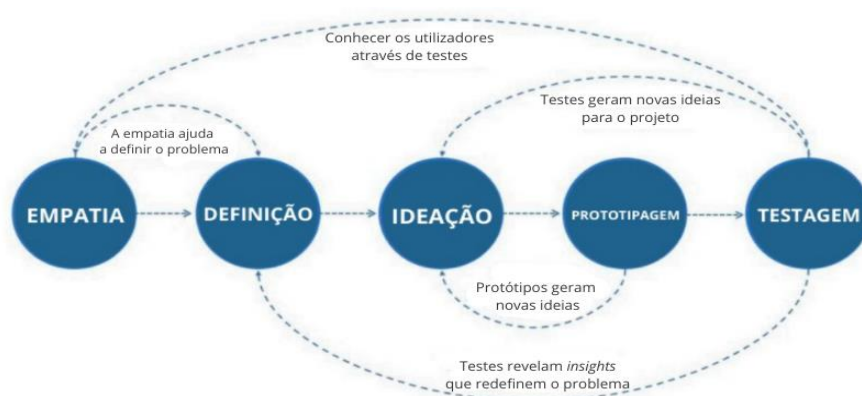 Conhecer os utilizadores
através de testes
Testes geram novas ideias
para o projeto
A empatia ajuda
a definir o problema
EMPATIA
DEFINIÇÃO
IDEAÇÃO
PROTOTIPAGEM
TESTAGEM
Protótipos geram
novas ideias
Testes revelam insights
que redefinem o problema